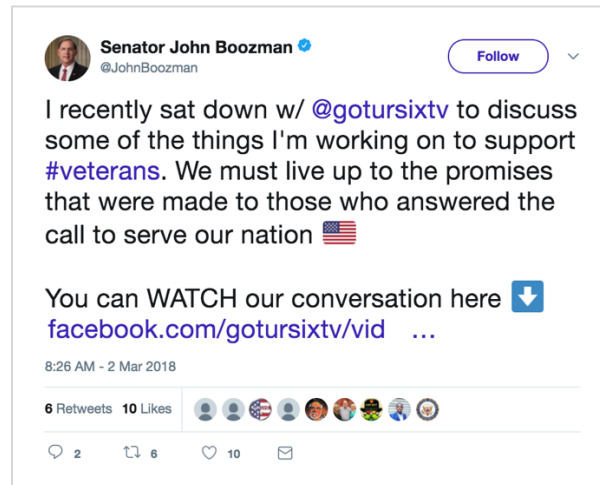 Senator John Boozman
@JohnBoozman
Follow
I recently sat down w/ @gotursixtv to discuss
some of the things I'm working on to support
#veterans. We must live up to the promises
that were made to those who answered the
call to serve our nation 🇺🇸
You can WATCH our conversation here ⬇️
facebook.com/gotursixtv/vid ...
8:26 AM - 2 Mar 2018
6 Retweets 10 Likes
2 6 10